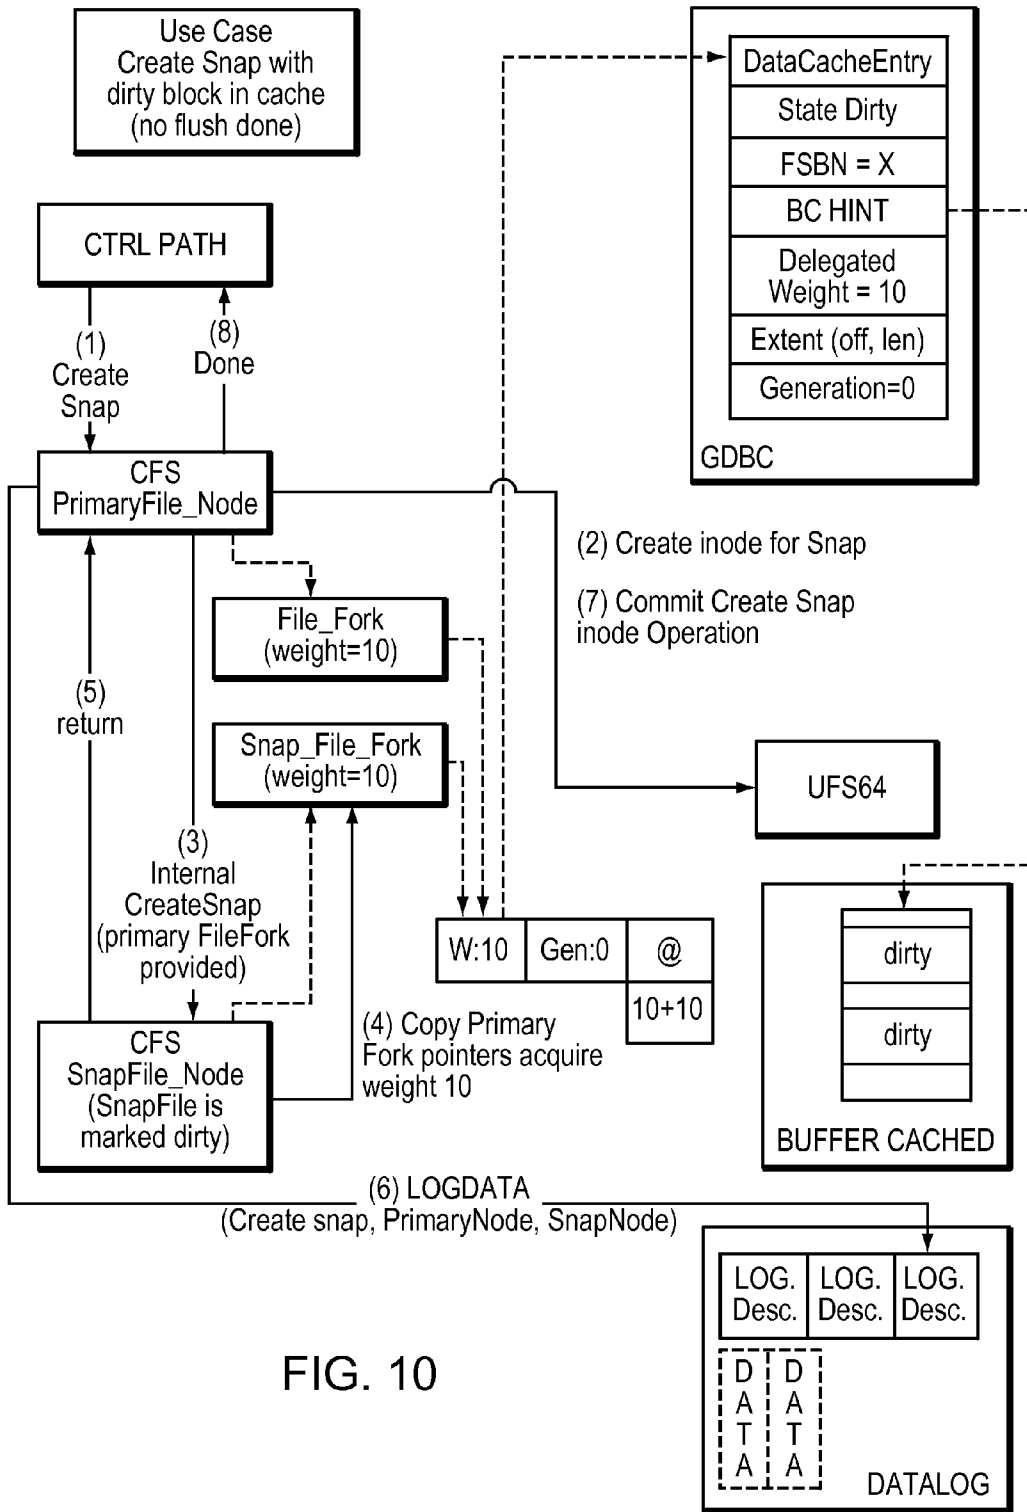 Use Case
Create Snap with
dirty block in cache
(no flush done)
DataCacheEntry
State Dirty
FSBN = X
BC HINT
Delegated
Weight = 10
Extent (off, len)
Generation=0
GDBC
CTRL PATH
(1)
Create
Snap
(8)
Done
CFS
PrimaryFile_Node
(2) Create inode for Snap
(7) Commit Create Snap
inode Operation
File_Fork
(weight=10)
(5)
return
Snap_File_Fork
(weight=10)
UFS64
(3)
Internal
CreateSnap
(primary FileFork
provided)
W:10
Gen:0
@
10+10
dirty
dirty
BUFFER CACHED
(4) Copy Primary
Fork pointers acquire
weight 10
CFS
SnapFile_Node
(SnapFile is
marked dirty)
(6) LOGDATA
(Create snap, PrimaryNode, SnapNode)
LOG.
Desc.
LOG.
Desc.
LOG.
Desc.
D
A
T
A
D
A
T
A
DATALOG
FIG. 10